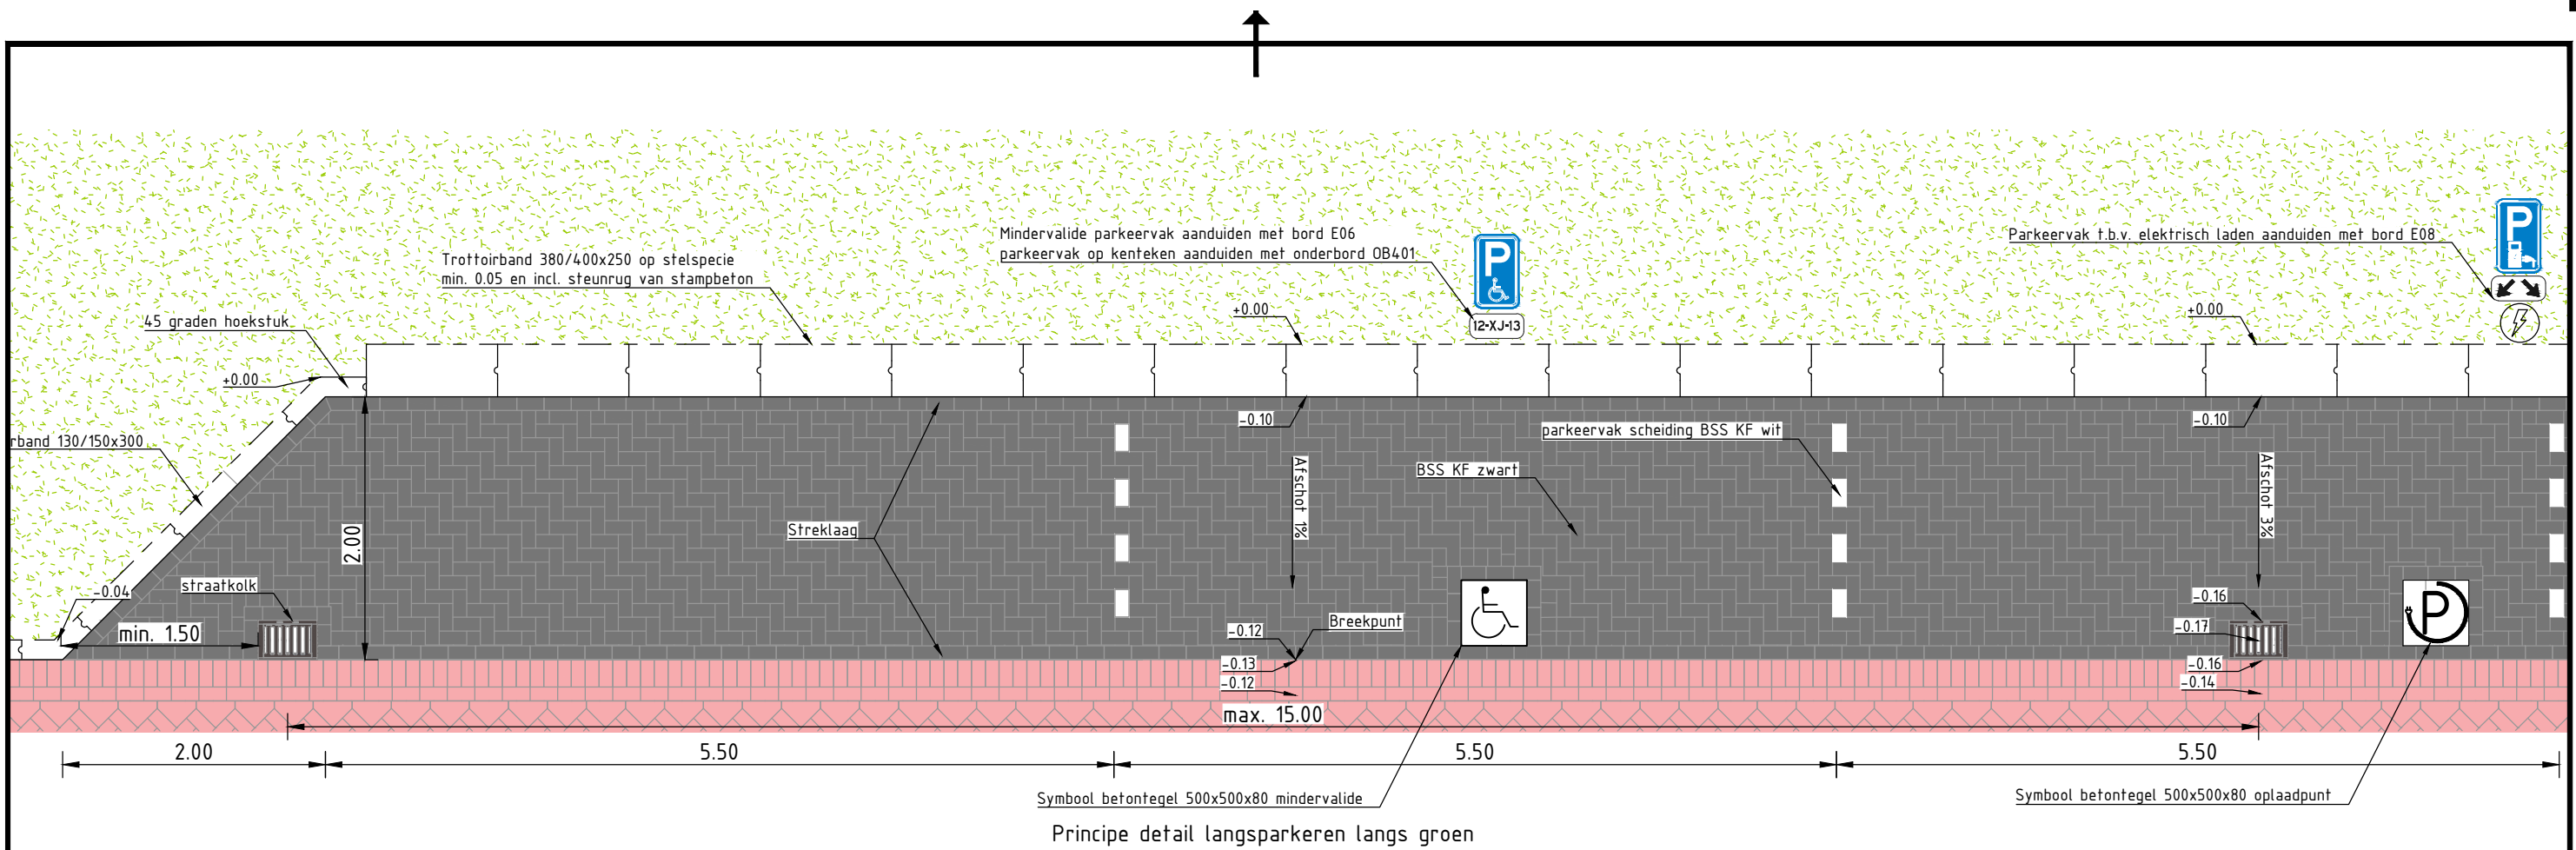 Mindervalide parkeervak aanduiden met bord E06
parkeervak op kenteken aanduiden met onderbord OB401
P
12-XJ-13
Parkeervak t.b.v. elektrisch laden aanduiden met bord E08
P
Trottoirband 380/400x250 op stelspecie
min. 0.05 en incl. steunrug van stampbeton
45 graden hoekstuk
+0.00
+0.00
+0.00
rband 130/150x300
-0.10
-0.10
parkeervak scheiding BSS KF wit
BSS KF zwart
Afschot 1%
Afschot 3%
2.00
Streklaag
straatkolk
-0.04
min. 1.50
Breekpunt
-0.12
-0.13
-0.12
-0.16
-0.17
-0.16
-0.14
P
max. 15.00
2.00
5.50
5.50
5.50
Symbool betontegel 500x500x80 mindervalide
Symbool betontegel 500x500x80 oplaadpunt
Principe detail langsparkeren langs groen